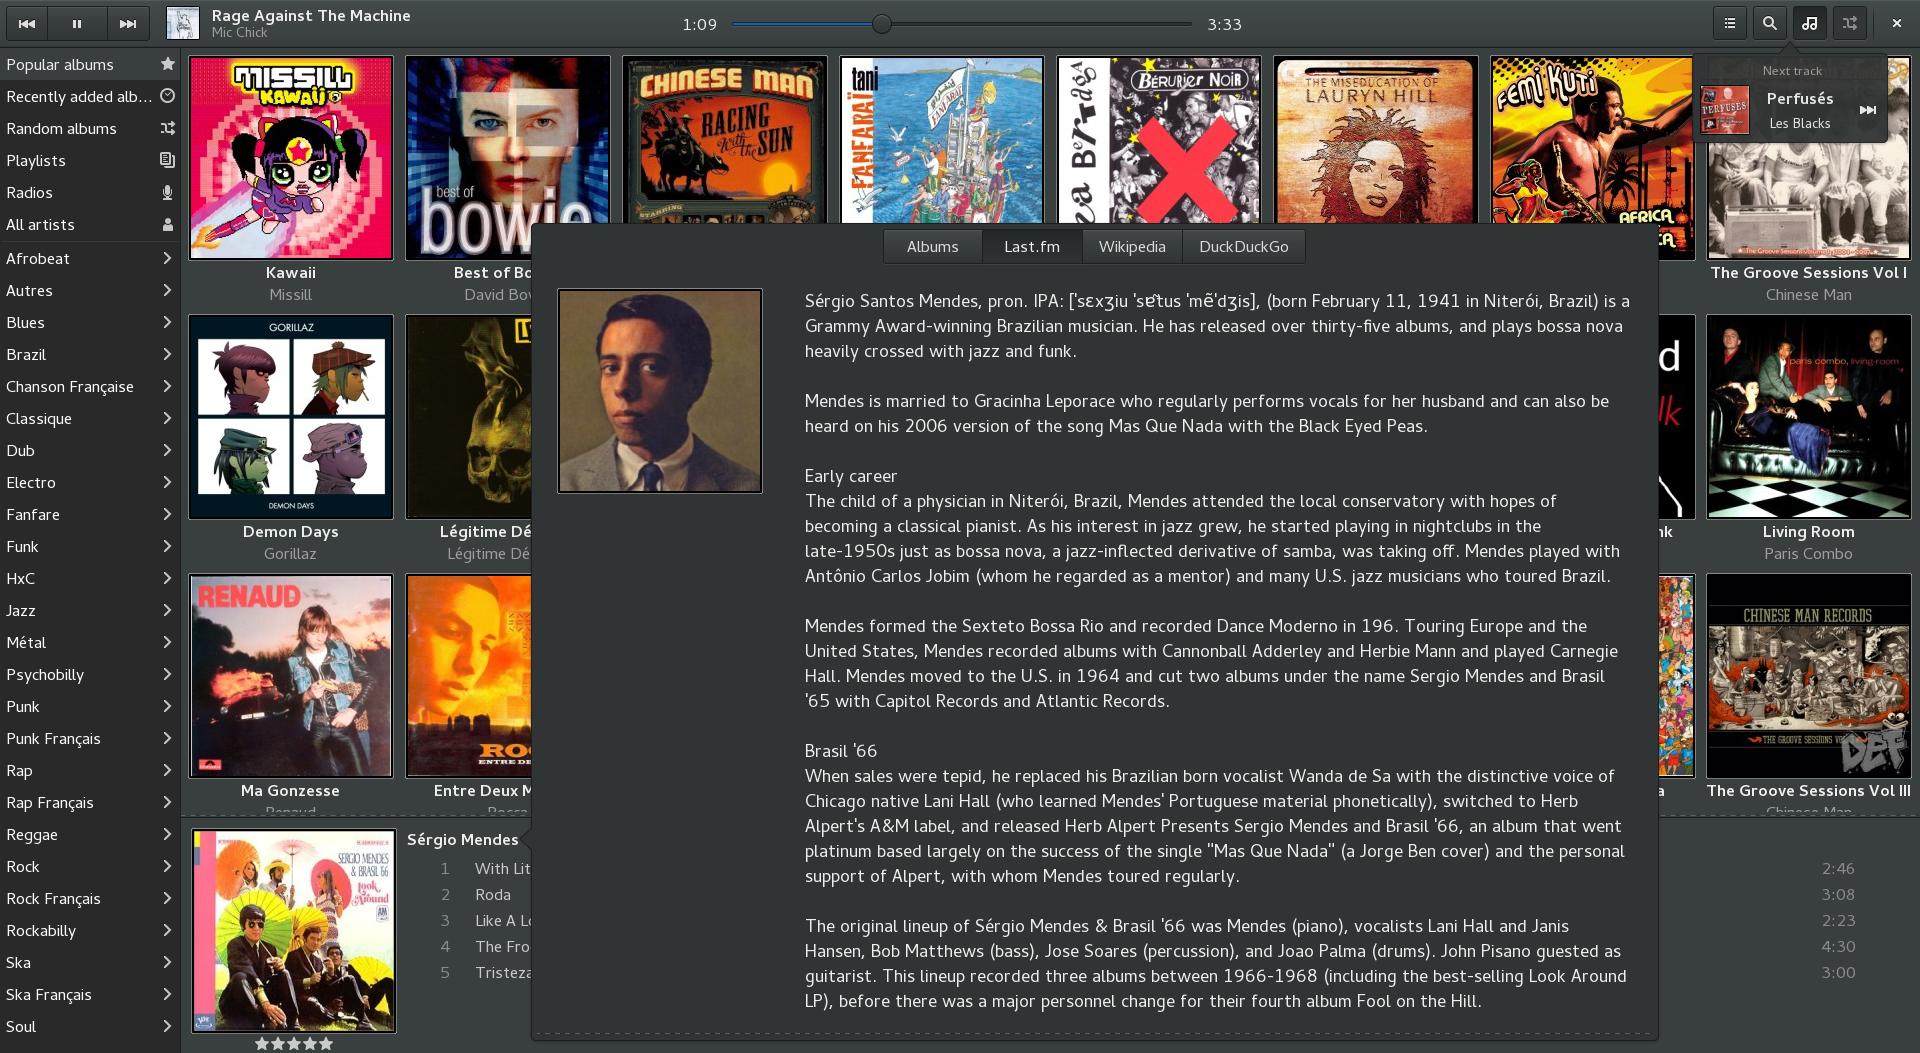 Rage Against The Machine
Mic Chick
1:09
3:33
Popular albums
Recently added alb...
Random albums
Playlists
Radios
All artists
Afrobeat
Autres
Blues
Brazil
Chanson Française
Classique
Dub
Electro
Fanfare
Funk
HxC
Jazz
Métal
Psychobilly
Punk
Punk Français
Rap
Rap Français
Reggae
Rock
Rock Français
Rockabilly
Ska
Ska Français
Soul
MISSILL
KAWAII
best of
bowie
CHINESE MAN
RACING
With the SUN
STARRING
tani
FANFARAÏ
BÉRURIER NOIR
THE MISEDUCATION OF
LAURYN HILL
FEMI KUTI
AFRICA
Next track
PERFUSÉS
Perfusés
Les Blacks
The Groove Sessions Volume
Kawaii
Missill
Best of Bo
David Bow
The Groove Sessions Vol I
Chinese Man
GORILLAZ
DEMON DAYS
Demon Days
Gorillaz
Légitime Dé
Légitime Dé
nk
paris combo, living-room
Living Room
Paris Combo
RENAUD
Ma Gonzesse
Renaud
ROC
ENTRE DE
Entre Deux M
Rocca
a
CHINESE MAN RECORDS
THE GROOVE SESSIONS
The Groove Sessions Vol III
Chinese Man
Albums
Last.fm
Wikipedia
DuckDuckGo
Sérgio Santos Mendes, pron. IPA: ['sɛxʒiu 'sɐ̃tus 'mẽ'dʒis], (born February 11, 1941 in Niterói, Brazil) is a
Grammy Award-winning Brazilian musician. He has released over thirty-five albums, and plays bossa nova
heavily crossed with jazz and funk.
Mendes is married to Gracinha Leporace who regularly performs vocals for her husband and can also be
heard on his 2006 version of the song Mas Que Nada with the Black Eyed Peas.
Early career
The child of a physician in Niterói, Brazil, Mendes attended the local conservatory with hopes of
becoming a classical pianist. As his interest in jazz grew, he started playing in nightclubs in the
late-1950s just as bossa nova, a jazz-inflected derivative of samba, was taking off. Mendes played with
Antônio Carlos Jobim (whom he regarded as a mentor) and many U.S. jazz musicians who toured Brazil.
Mendes formed the Sexteto Bossa Rio and recorded Dance Moderno in 196. Touring Europe and the
United States, Mendes recorded albums with Cannonball Adderley and Herbie Mann and played Carnegie
Hall. Mendes moved to the U.S. in 1964 and cut two albums under the name Sergio Mendes and Brasil
'65 with Capitol Records and Atlantic Records.
Brasil '66
When sales were tepid, he replaced his Brazilian born vocalist Wanda de Sa with the distinctive voice of
Chicago native Lani Hall (who learned Mendes' Portuguese material phonetically), switched to Herb
Alpert's A&M label, and released Herb Alpert Presents Sergio Mendes and Brasil '66, an album that went
platinum based largely on the success of the single "Mas Que Nada" (a Jorge Ben cover) and the personal
support of Alpert, with whom Mendes toured regularly.
The original lineup of Sérgio Mendes & Brasil '66 was Mendes (piano), vocalists Lani Hall and Janis
Hansen, Bob Matthews (bass), Jose Soares (percussion), and Joao Palma (drums). John Pisano guested as
guitarist. This lineup recorded three albums between 1966-1968 (including the best-selling Look Around
LP), before there was a major personnel change for their fourth album Fool on the Hill.
SERGIO MENDES
& BRASIL '66
Look
Around
Sérgio Mendes
1 With Lit 2:46
2 Roda 3:08
3 Like A Lo 2:23
4 The Fro 4:30
5 Tristeza 3:00